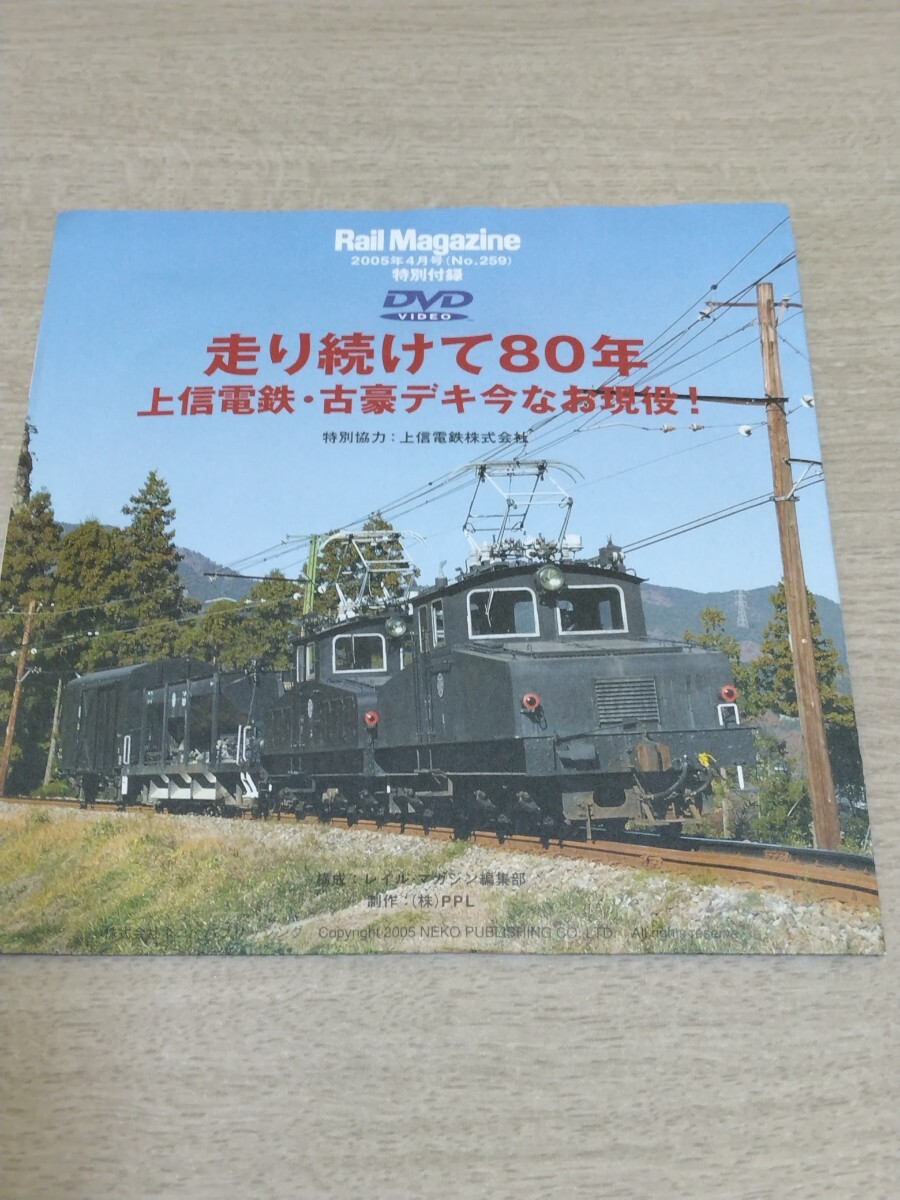 Rail Magazine
2005年4月号(No.259)
特別付録
DVD
VIDEO
走り続けて80年
上信電鉄・古豪デキ今なお現役!
特別協力:上信電鉄株式会社
構成:レイル・マガジン編集部
制作:(株)PPL
Copyright 2005 NEKO PUBLISHING CO. LTD. All rights reserve